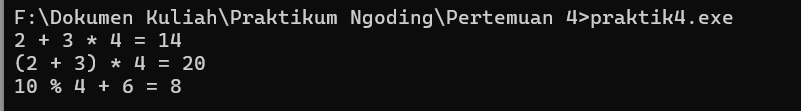 F:\Dokumen Kuliah\Praktikum Ngoding\Pertemuan 4>praktik4.exe
2 + 3 * 4 = 14
(2 + 3) * 4 = 20
10 % 4 + 6 = 8